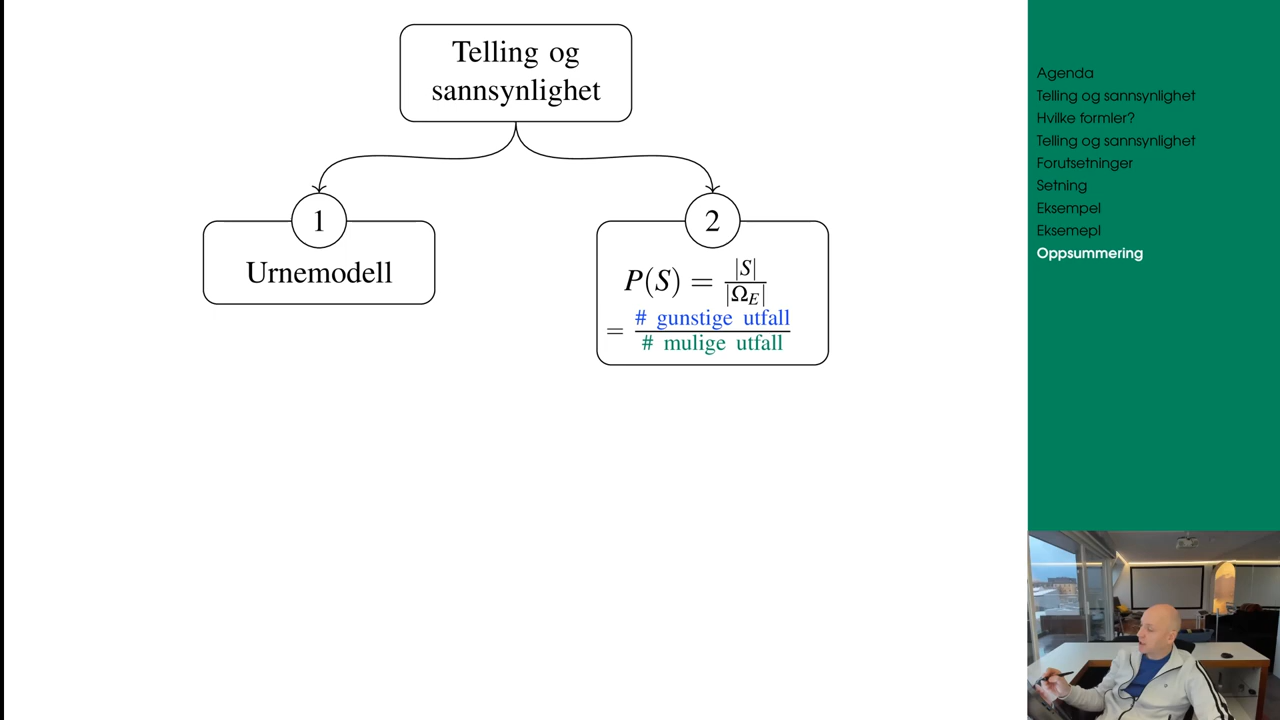 Telling og
sannsynlighet
1
Urnemodell
2
P(S) = |S| / |Ω_E|
= # gunstige utfall / # mulige utfall
Agenda
Telling og sannsynlighet
Hvilke formler?
Telling og sannsynlighet
Forutsetninger
Setning
Eksempel
Eksemepl
Oppsummering